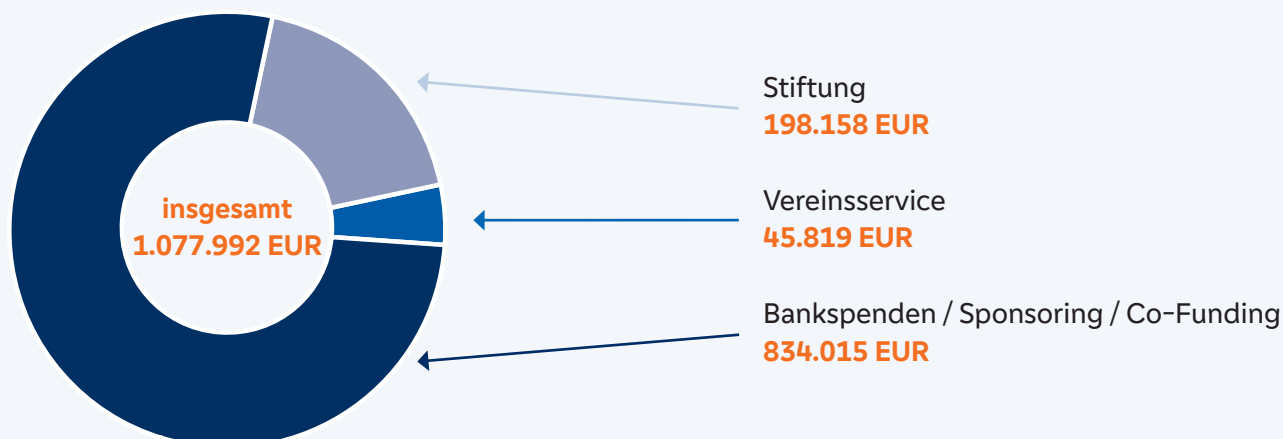 insgesamt
1.077.992 EUR
Stiftung
198.158 EUR
Vereinsservice
45.819 EUR
Bankspenden / Sponsoring / Co-Funding
834.015 EUR